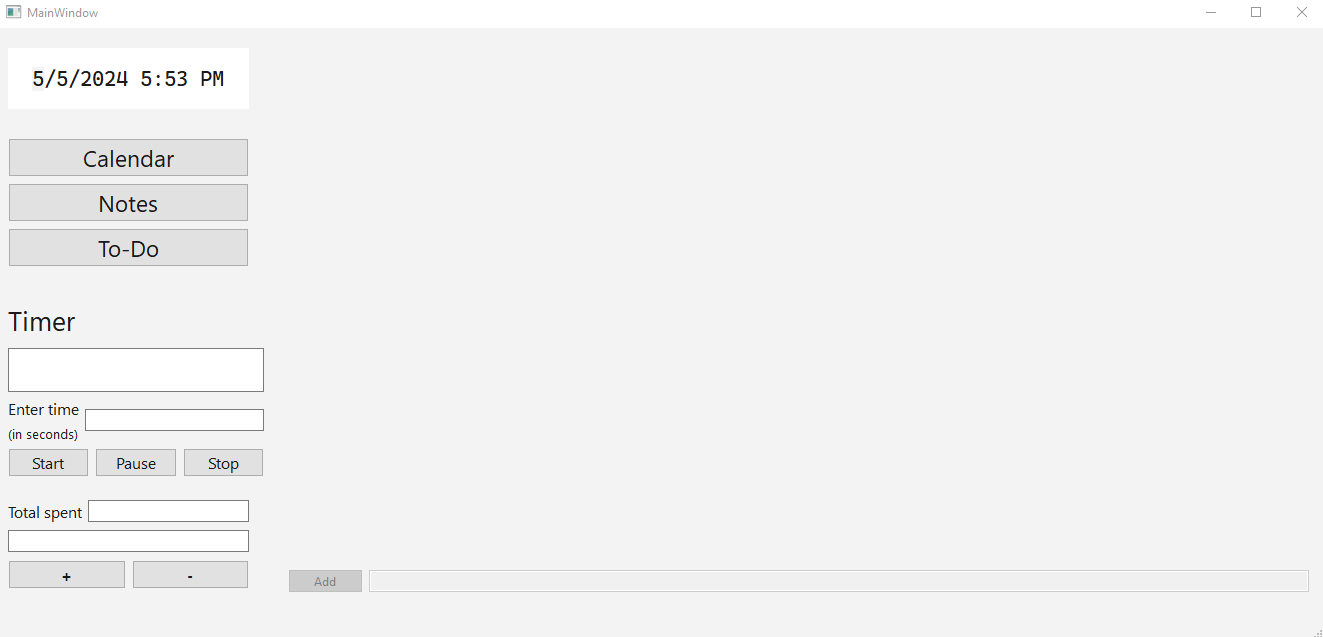 MainWindow
5/5/2024 5:53 PM
Calendar
Notes
To-Do
Timer
Enter time
(in seconds)
Start Pause Stop
Total spent
+ -
Add